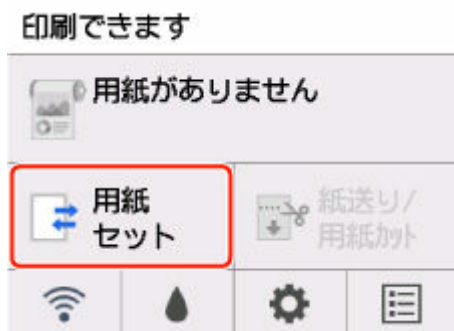 印刷できます
用紙がありません
用紙
セット
紙送り/
用紙カット